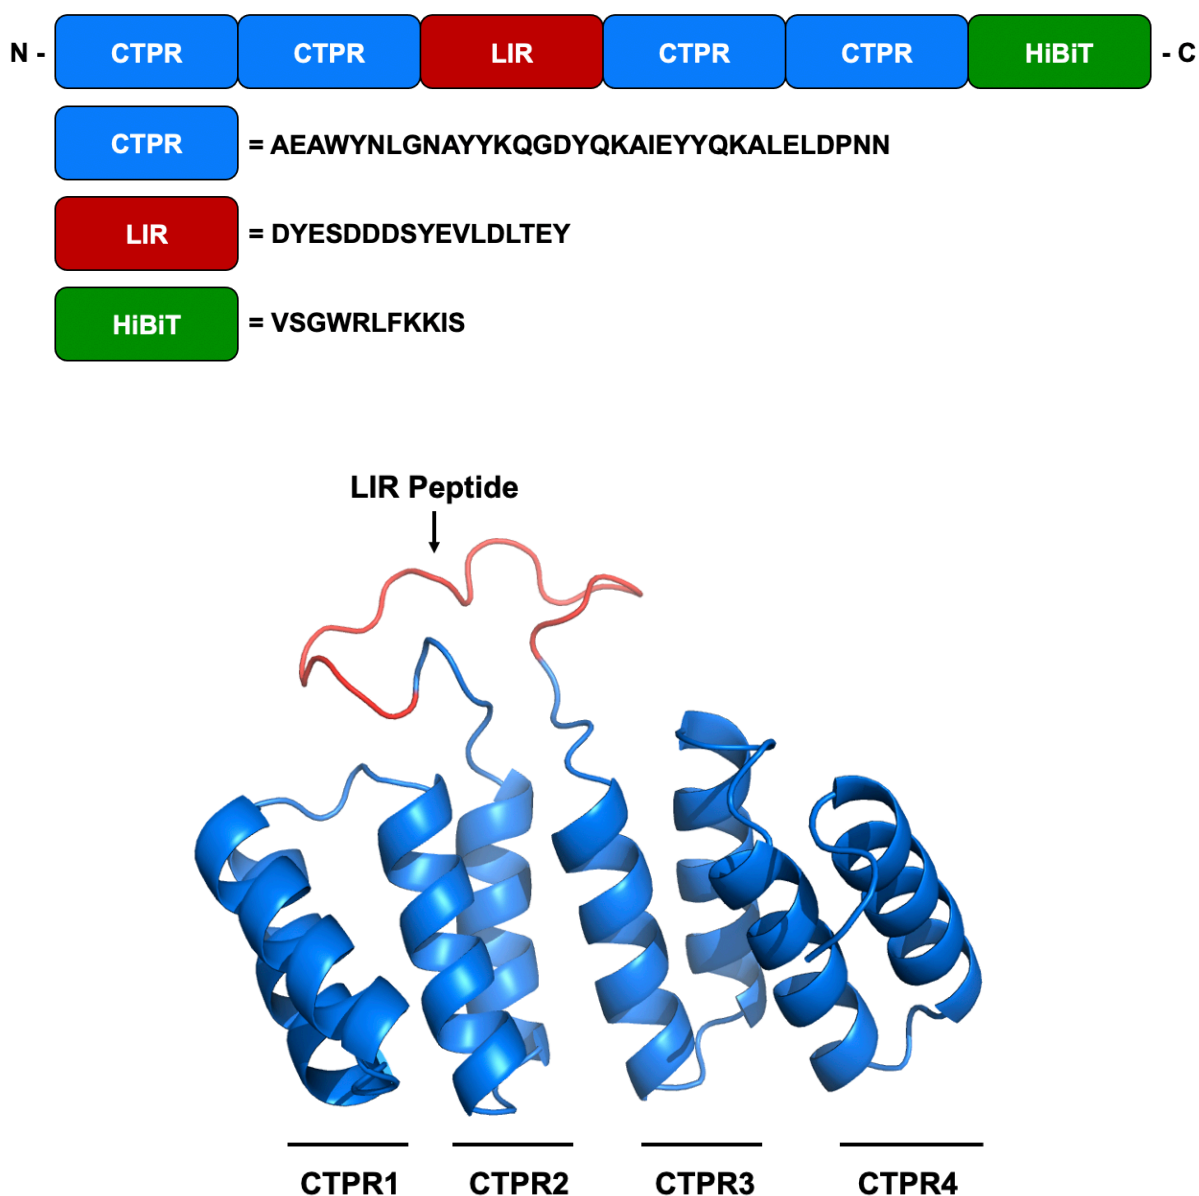 N - CTPR CTPR LIR CTPR CTPR HiBiT - C
CTPR = AEAWYNLGNAYYKQGDYQKAIEYYQKALELDPNN
LIR = DYESDDDSYEVLDLTEY
HiBiT = VSGWRLFKKIS
LIR Peptide
CTPR1 CTPR2 CTPR3 CTPR4